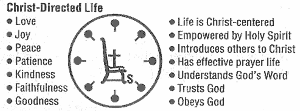 Christ-Directed Life
• Love
• Joy
• Peace
• Patience
• Kindness
• Faithfulness
• Goodness
S
• Life is Christ-centered
• Empowered by Holy Spirit
• Introduces others to Christ
• Has effective prayer life
• Understands God's Word
• Trusts God
• Obeys God